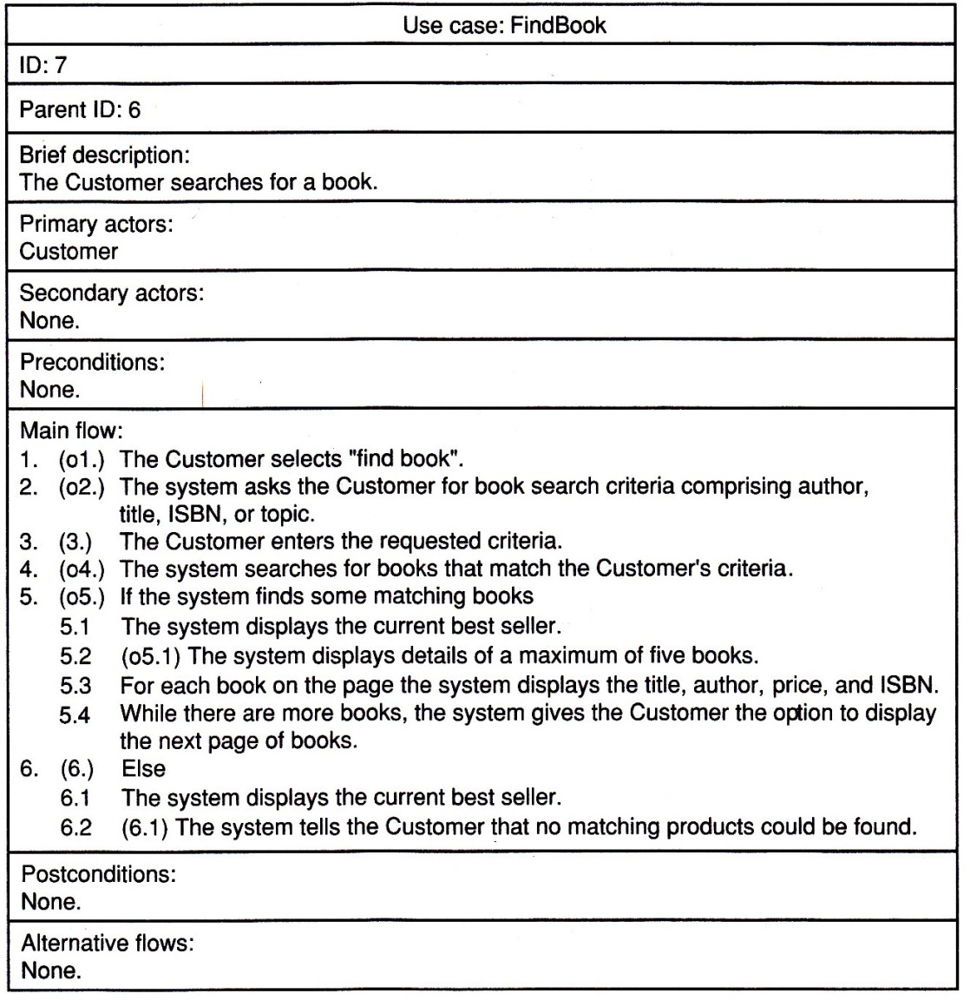 Use case: FindBook
ID: 7
Parent ID: 6
Brief description:
The Customer searches for a book.
Primary actors:
Customer
Secondary actors:
None.
Preconditions:
None.
Main flow:
1. (o1.) The Customer selects "find book".
2. (o2.) The system asks the Customer for book search criteria comprising author,
title, ISBN, or topic.
3. (3.) The Customer enters the requested criteria.
4. (o4.) The system searches for books that match the Customer's criteria.
5. (o5.) If the system finds some matching books
5.1 The system displays the current best seller.
5.2 (o5.1) The system displays details of a maximum of five books.
5.3 For each book on the page the system displays the title, author, price, and ISBN.
5.4 While there are more books, the system gives the Customer the option to display
the next page of books.
6. (6.) Else
6.1 The system displays the current best seller.
6.2 (6.1) The system tells the Customer that no matching products could be found.
Postconditions:
None.
Alternative flows:
None.